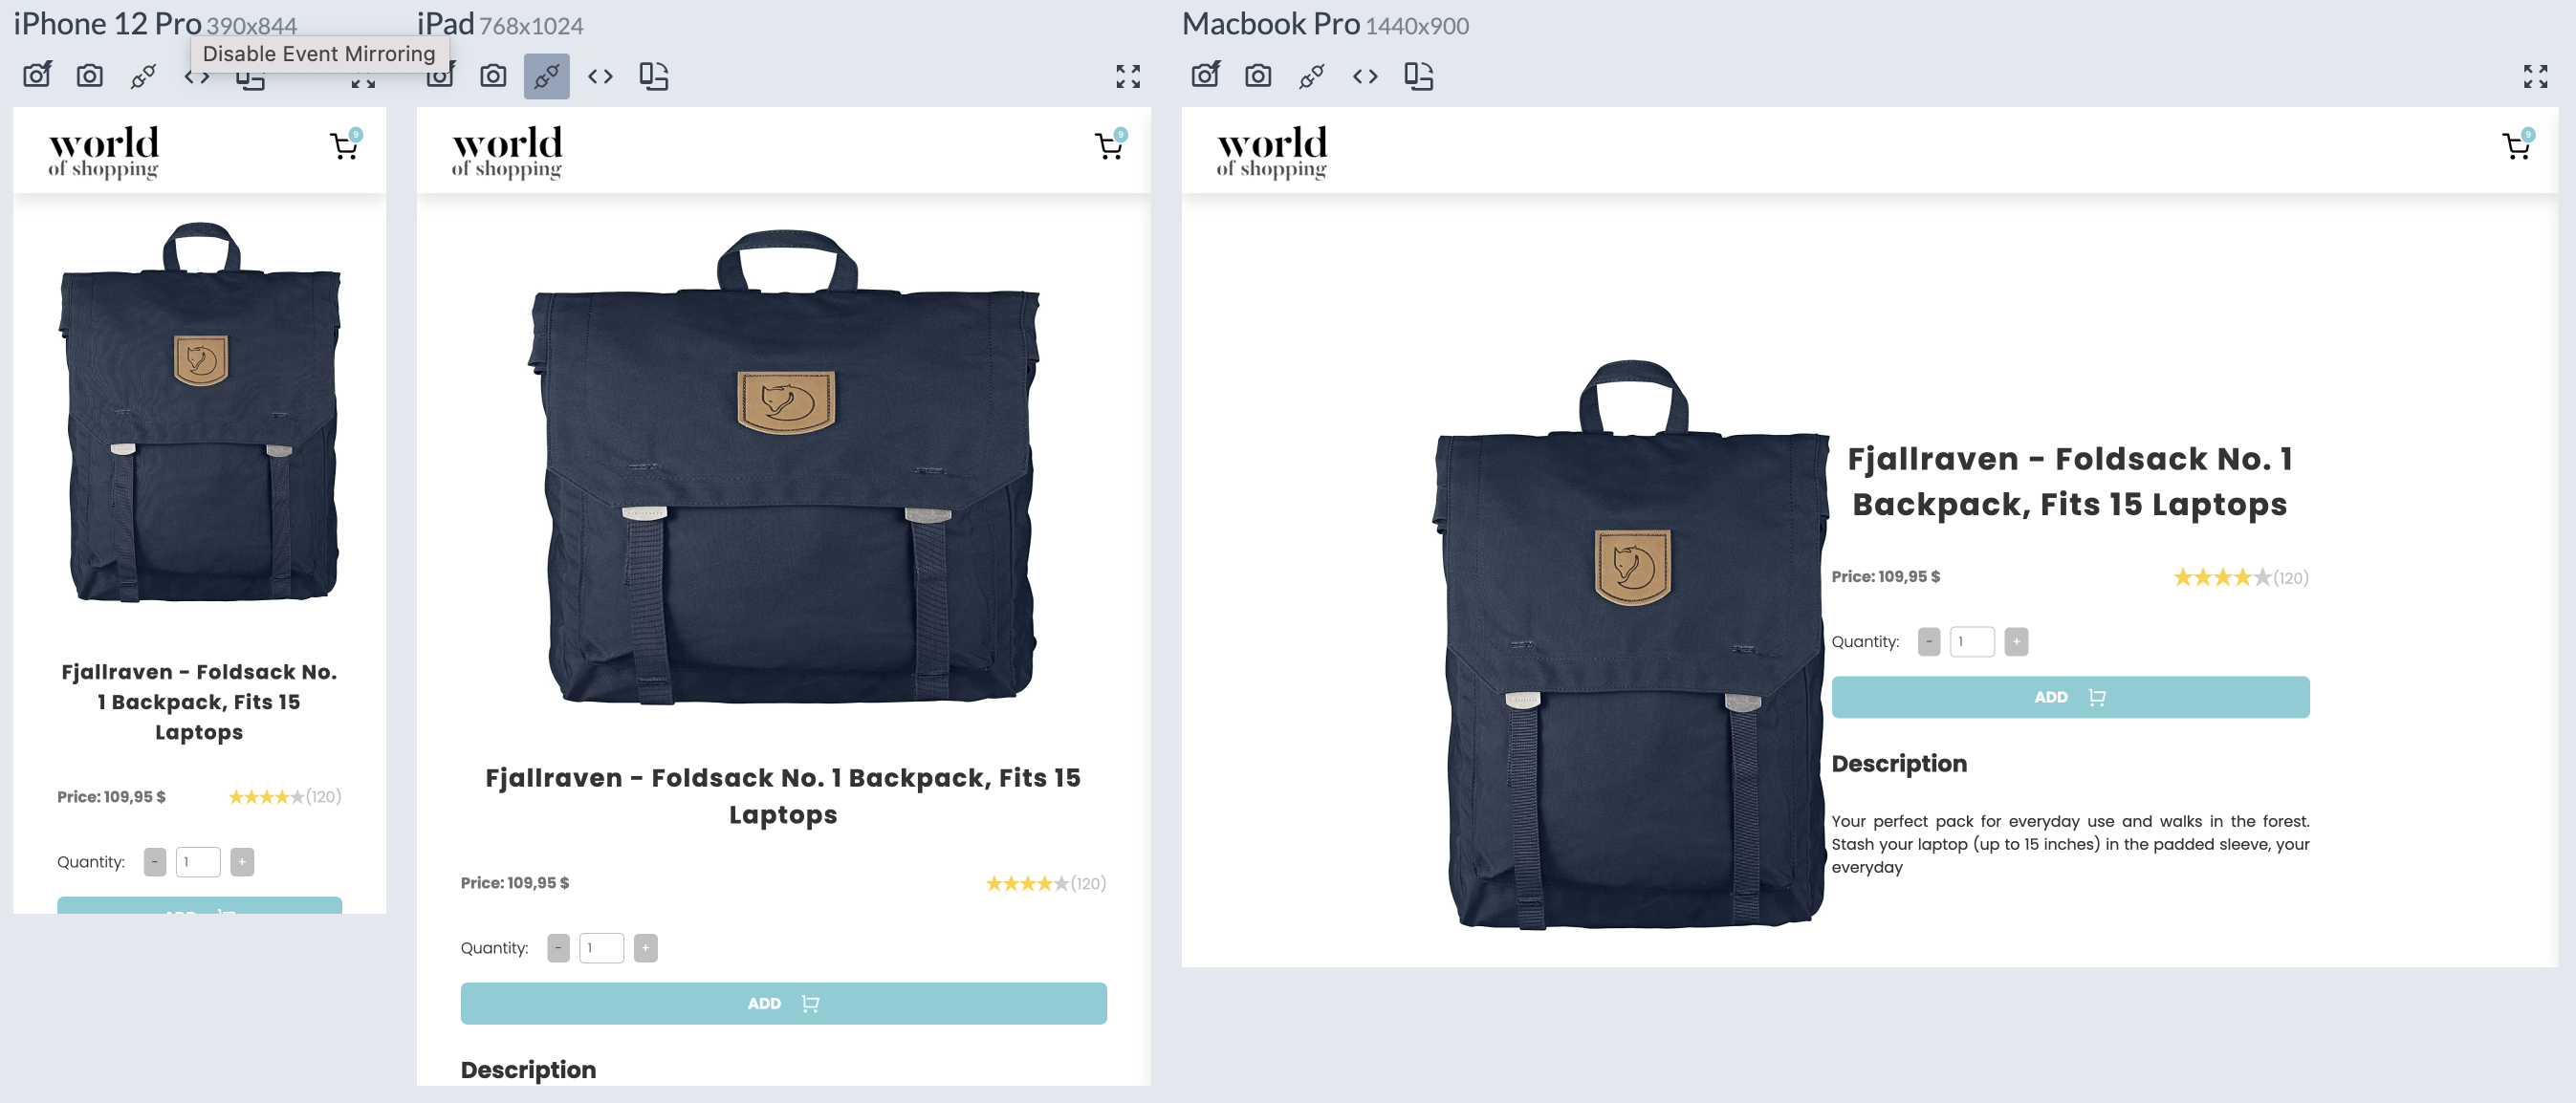 iPhone 12 Pro 390x844
Disable Event Mirroring
world
of shopping
9
Fjallraven - Foldsack No.
1 Backpack, Fits 15
Laptops
Price: 109,95 $
★★★★★(120)
Quantity: - 1 +
ADD
iPad 768x1024
world
of shopping
9
Fjallraven - Foldsack No. 1 Backpack, Fits 15
Laptops
Price: 109,95 $
★★★★★(120)
Quantity: - 1 +
ADD
Description
Macbook Pro 1440x900
world
of shopping
9
Fjallraven - Foldsack No. 1
Backpack, Fits 15 Laptops
Price: 109,95 $
★★★★★(120)
Quantity: - 1 +
ADD
Description
Your perfect pack for everyday use and walks in the forest.
Stash your laptop (up to 15 inches) in the padded sleeve, your
everyday